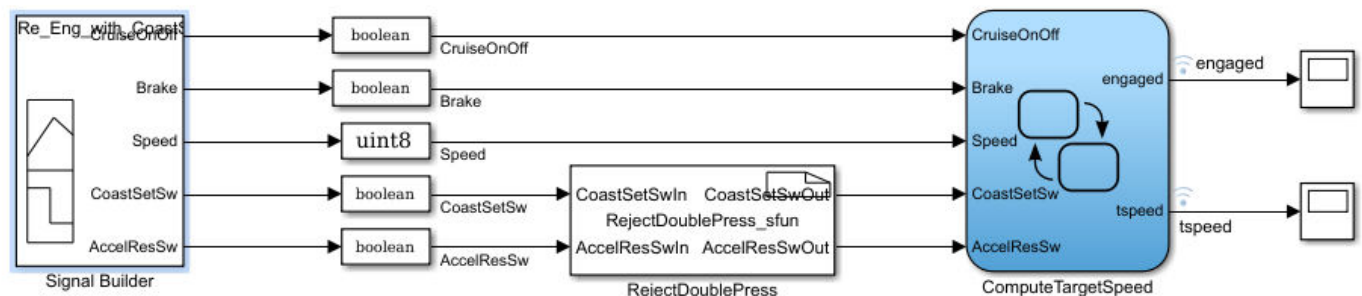 Re_Eng_with_CoastS
CruiseOnOff
Brake
Speed
CoastSetSw
AccelResSw
Signal Builder
boolean
CruiseOnOff
boolean
Brake
uint8
Speed
boolean
CoastSetSw
boolean
AccelResSw
CoastSetSwIn CoastSetSwOut
RejectDoublePress_sfun
AccelResSwIn AccelResSwOut
RejectDoublePress
CruiseOnOff
Brake
Speed
CoastSetSw
AccelResSw
engaged
tspeed
ComputeTargetSpeed
engaged
tspeed